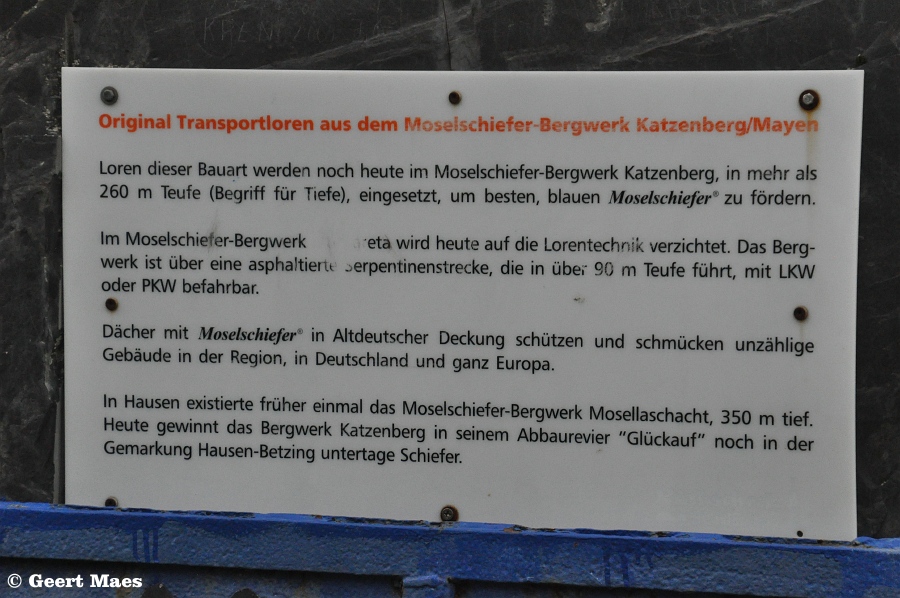 Original Transportloren aus dem Moselschiefer-Bergwerk Katzenberg/Mayen
Loren dieser Bauart werden noch heute im Moselschiefer-Bergwerk Katzenberg, in mehr als
260 m Teufe (Begriff für Tiefe), eingesetzt, um besten, blauen Moselschiefer® zu fördern.
Im Moselschiefer-Bergwerk wird heute auf die Lorentechnik verzichtet. Das Berg-
werk ist über eine asphaltierte Serpentinenstrecke, die in über 90 m Teufe führt, mit LKW
oder PKW befahrbar.
Dächer mit Moselschiefer® in Altdeutscher Deckung schützen und schmücken unzählige
Gebäude in der Region, in Deutschland und ganz Europa.
In Hausen existierte früher einmal das Moselschiefer-Bergwerk Mosellaschacht, 350 m tief.
Heute gewinnt das Bergwerk Katzenberg in seinem Abbaurevier “Glückauf” noch in der
Gemarkung Hausen-Betzing untertage Schiefer.
© Geert Maes